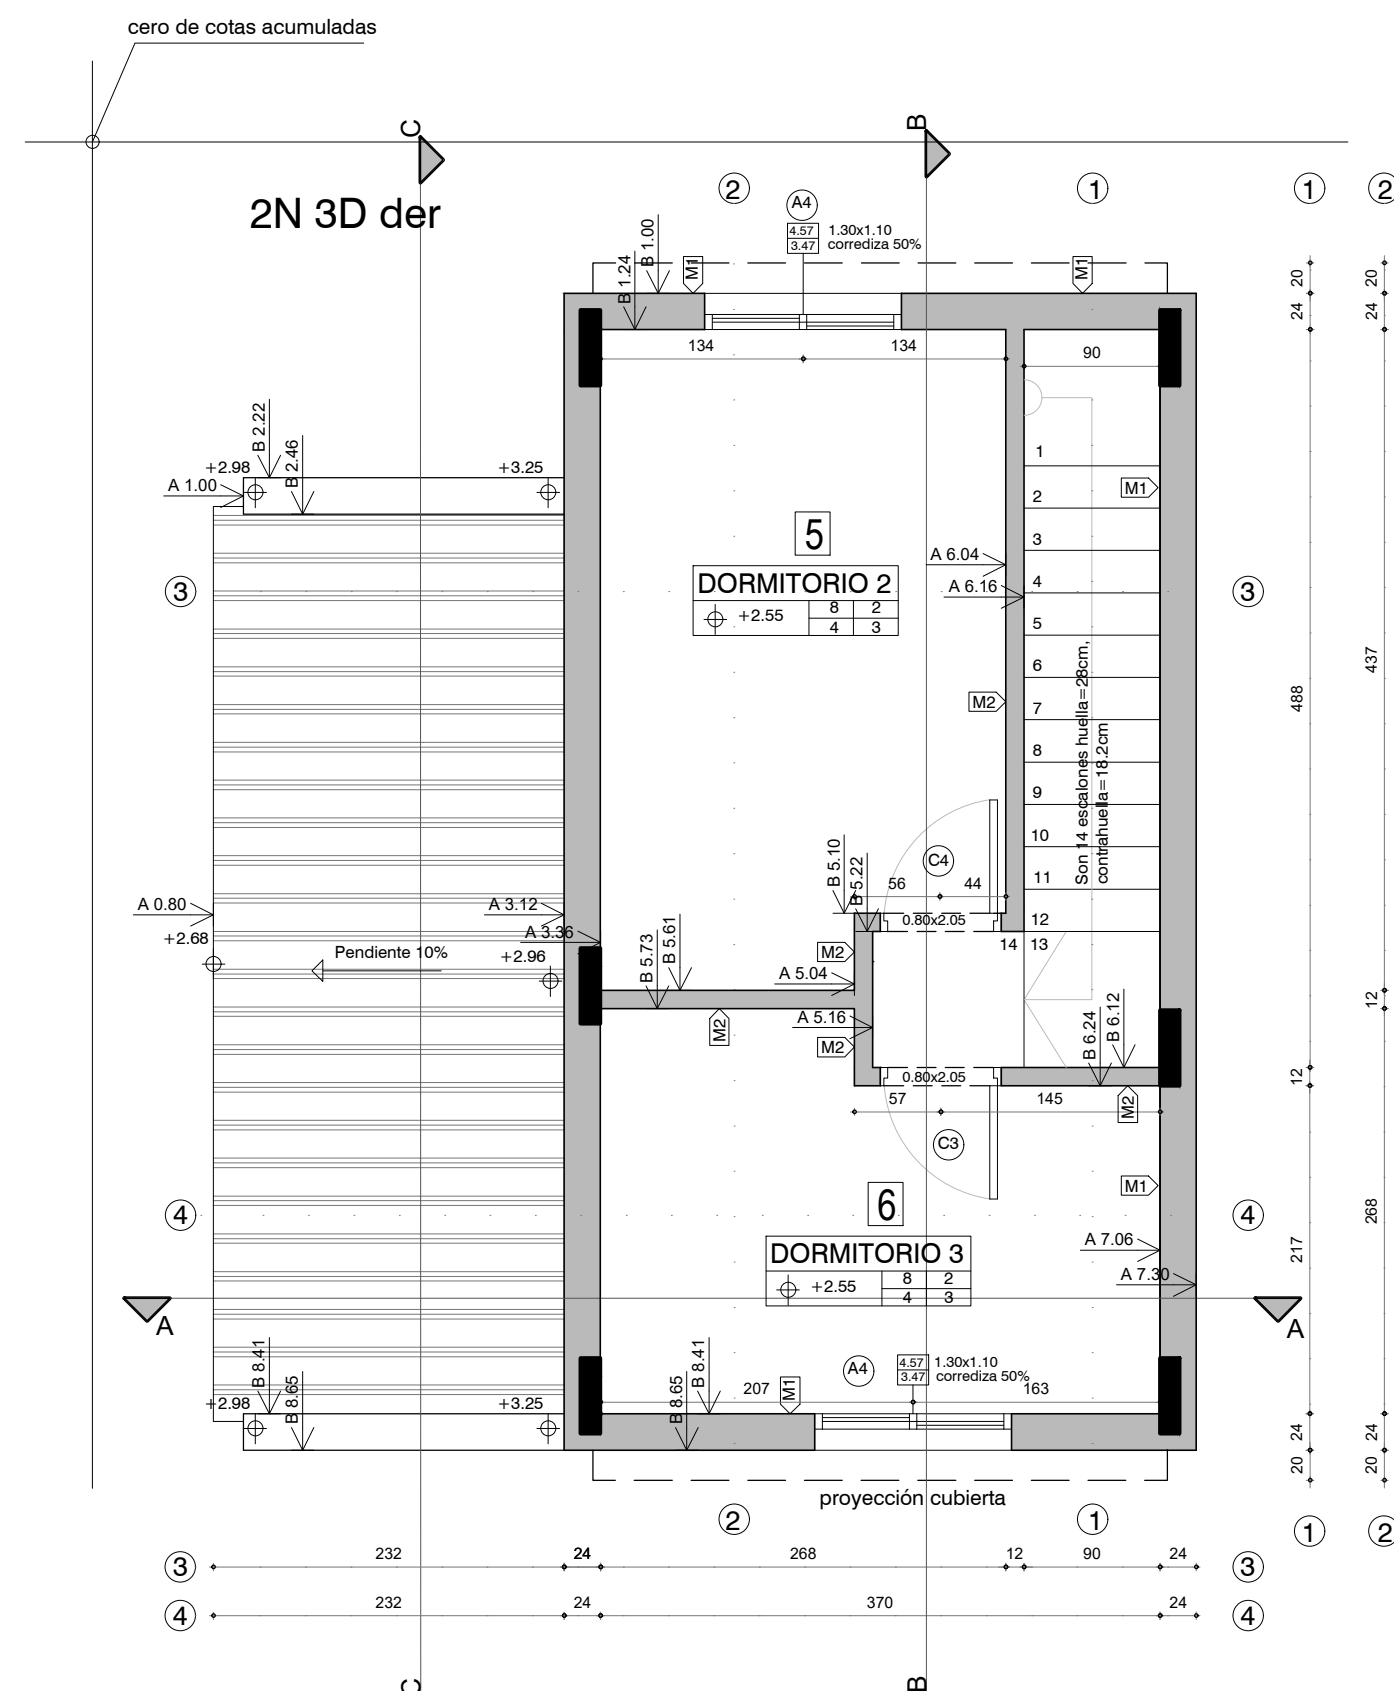 cero de cotas acumuladas
C
B
2N 3D der
2
1
1
2
A4
4.57
3.47
1.30x1.10
corrediza 50%
B 1.00
B 1.24
M1
M1
20
24
20
24
134
134
90
B 2.22
B 2.46
+2.98
+3.25
A 1.00
1
2
3
4
5
6
7
8
9
10
11
12
13
14
M1
5
DORMITORIO 2
+2.55
8
2
4
3
A 6.04
A 6.16
3
3
M2
Son 14 escalones huella=28cm,
contrahuella=18.2cm
488
437
B 5.10
B 5.22
C4
56
44
0.80x2.05
A 0.80
+2.68
A 3.12
A 3.36
+2.96
Pendiente 10%
B 5.73
B 5.61
M2
A 5.04
A 5.16
M2
M2
B 6.24
B 6.12
12
12
0.80x2.05
57
145
M2
C3
M1
4
4
6
DORMITORIO 3
+2.55
8
2
4
3
A 7.06
A 7.30
217
268
A
A
B 8.41
B 8.65
+2.98
+3.25
B 8.41
B 8.65
207
M1
A4
4.57
3.47
1.30x1.10
corrediza 50%
163
24
20
24
20
proyección cubierta
2
1
1
2
3
232
24
268
12
90
24
3
4
232
24
370
24
4
C
B